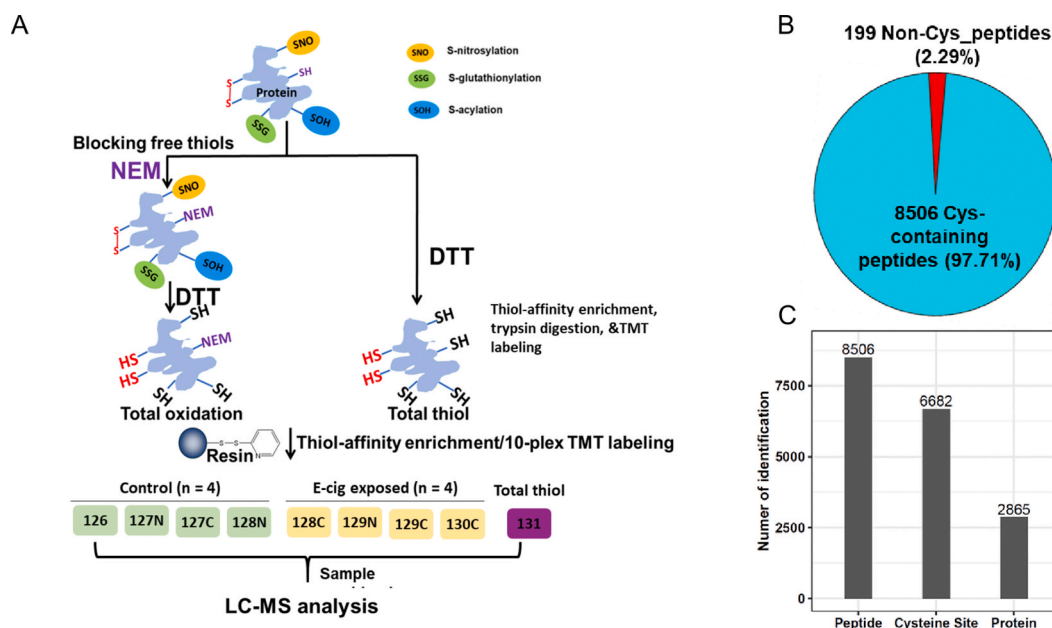 A
SNO
S-nitrosylation
SSG
S-glutathionylation
SOH
S-acylation
SNO
SH
S
S
Protein
SSG
SOH
Blocking free thiols
NEM
SNO
NEM
S
S
SSG
SOH
DTT
DTT
Thiol-affinity enrichment,
trypsin digestion, &TMT
labeling
SH
NEM
HS
HS
SH
SH
SH
SH
HS
HS
SH
SH
Total oxidation
Total thiol
S
S
N
Resin
Thiol-affinity enrichment/10-plex TMT labeling
Control (n = 4)
E-cig exposed (n = 4)
Total thiol
126
127N
127C
128N
128C
129N
129C
130C
131
Sample
LC-MS analysis
B
199 Non-Cys_peptides
(2.29%)
8506 Cys-
containing
peptides (97.71%)
C
Numer of identification
7500
5000
2500
0
8506
6682
2865
Peptide
Cysteine Site
Protein